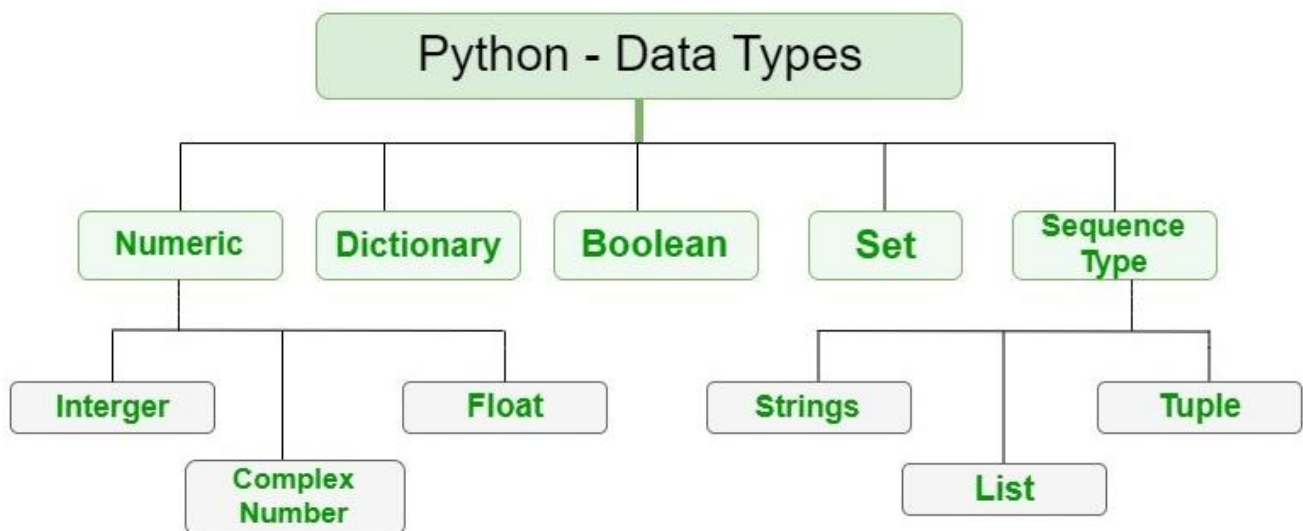 Python - Data Types
Numeric
Dictionary
Boolean
Set
Sequence
Type
Interger
Complex
Number
Float
Strings
List
Tuple